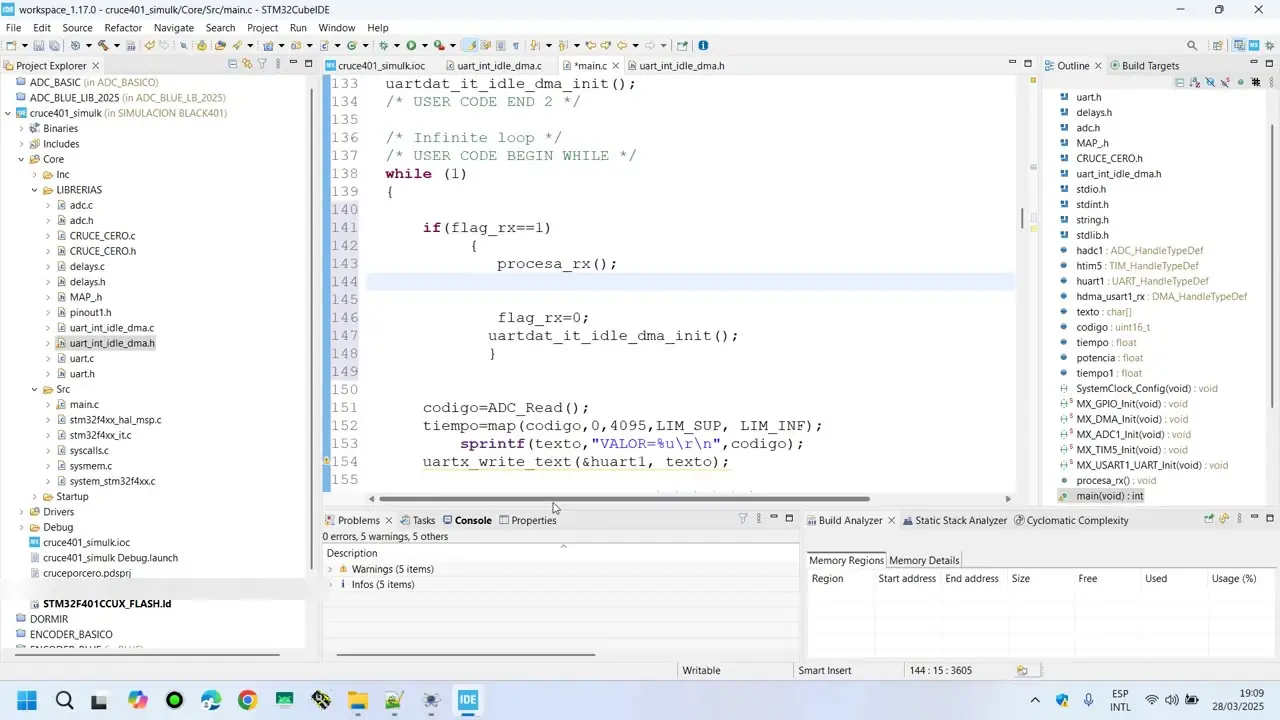 workspace_1.17.0 - cruce401_simulk/Core/Src/main.c - STM32CubeIDE
File Edit Source Refactor Navigate Search Project Run Window Help
Project Explorer
ADC_BASIC (in ADC_BASICO)
ADC_BLUE_LIB_2025 (in ADC_BLUE_LB_2025)
cruce401_simulk (in SIMULACION BLACK401)
Binaries
Includes
Core
Inc
LIBRERIAS
adc.c
adc.h
CRUCE_CERO.c
CRUCE_CERO.h
delays.c
delays.h
MAP_.h
pinout1.h
uart_int_idle_dma.c
uart_int_idle_dma.h
uart.c
uart.h
Src
main.c
stm32f4xx_hal_msp.c
stm32f4xx_it.c
syscalls.c
sysmem.c
system_stm32f4xx.c
Startup
Drivers
Debug
cruce401_simulk.ioc
cruce401_simulk Debug.launch
cruceporcero.pdsprj
STM32F401CCUX_FLASH.ld
DORMIR
ENCODER_BASICO
cruce401_simulk.ioc uart_int_idle_dma.c *main.c uart_int_idle_dma.h
133 uartdat_it_idle_dma_init();
134 /* USER CODE END 2 */
135
136 /* Infinite loop */
137 /* USER CODE BEGIN WHILE */
138 while (1)
139 {
140
141 if(flag_rx==1)
142 {
143 procesa_rx();
144
145
146 flag_rx=0;
147 uartdat_it_idle_dma_init();
148 }
149
150
151 codigo=ADC_Read();
152 tiempo=map(codigo,0,4095,LIM_SUP, LIM_INF);
153 sprintf(texto,"VALOR=%u\r\n",codigo);
154 uartx_write_text(&huart1, texto);
155
Outline Build Targets
uart.h
delays.h
adc.h
MAP_.h
CRUCE_CERO.h
uart_int_idle_dma.h
stdio.h
stdint.h
string.h
stdlib.h
hadc1 : ADC_HandleTypeDef
htim5 : TIM_HandleTypeDef
huart1 : UART_HandleTypeDef
hdma_usart1_rx : DMA_HandleTypeDef
texto : char[]
codigo : uint16_t
tiempo : float
potencia : float
tiempo1 : float
SystemClock_Config(void) : void
MX_GPIO_Init(void) : void
MX_DMA_Init(void) : void
MX_ADC1_Init(void) : void
MX_TIM5_Init(void) : void
MX_USART1_UART_Init(void) : void
procesa_rx() : void
main(void) : int
Problems Tasks Console Properties
0 errors, 5 warnings, 5 others
Description
Warnings (5 items)
Infos (5 items)
Build Analyzer Static Stack Analyzer Cyclomatic Complexity
Memory Regions Memory Details
Region Start address End address Size Free Used Usage (%)
Writable Smart Insert 144 : 15 : 3605
IDE
ESP
INTL
19:09
28/03/2025